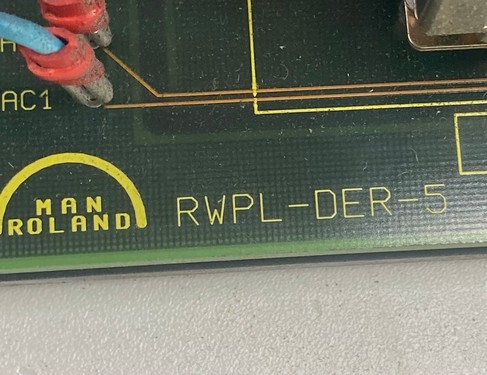 A
AC1
MAN
ROLAND
RWPL-DER-5